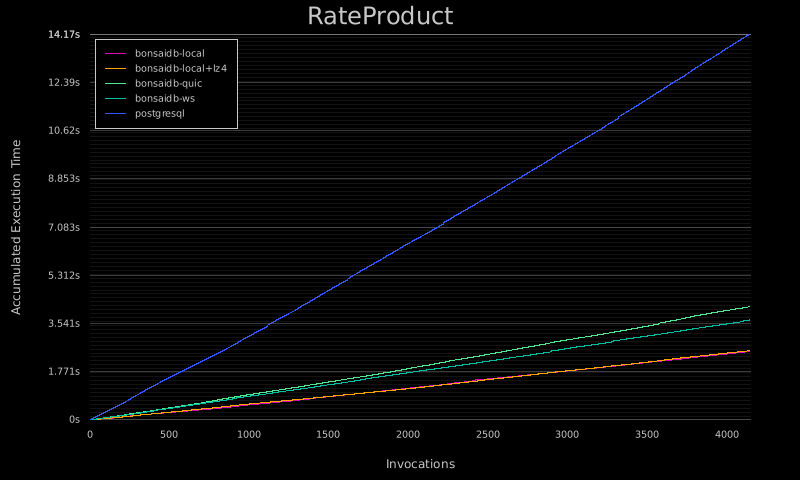 RateProduct
14.17s
12.39s
10.62s
8.853s
7.083s
5.312s
3.541s
1.771s
0s
Accumulated Execution Time
bonsaidb-local
bonsaidb-local+lz4
bonsaidb-quic
bonsaidb-ws
postgresql
0 500 1000 1500 2000 2500 3000 3500 4000
Invocations